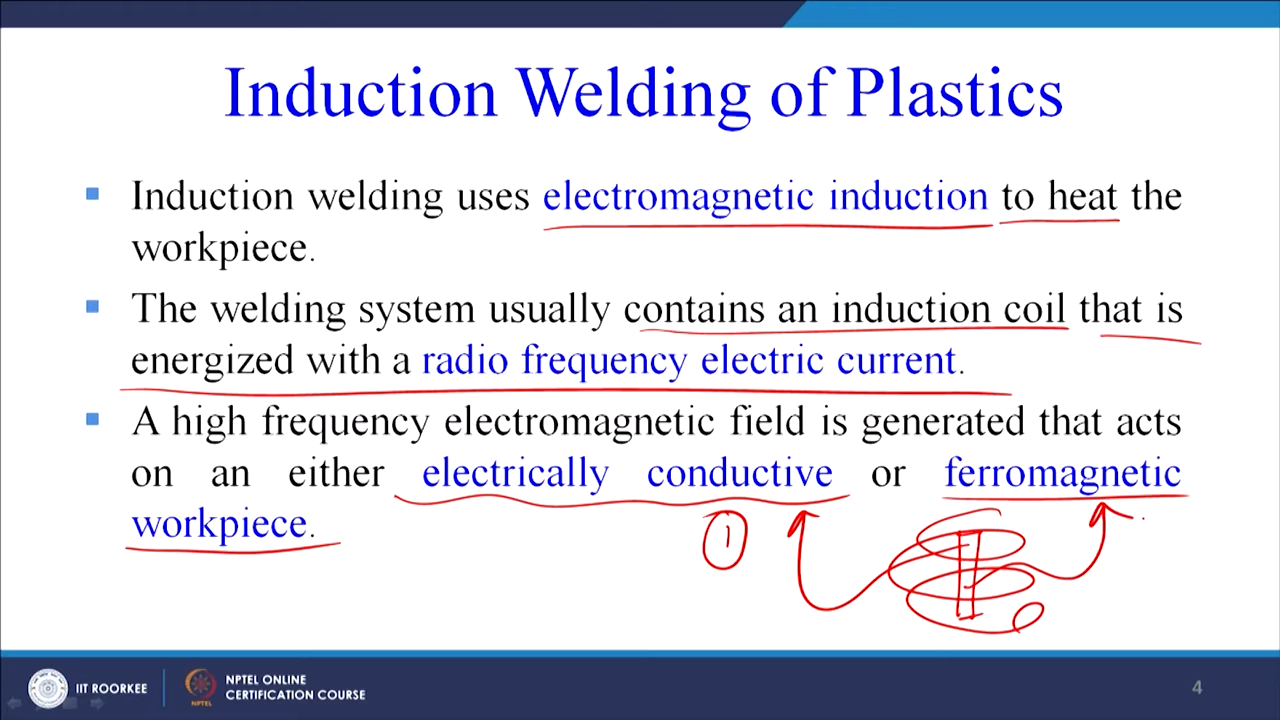 Induction Welding of Plastics
Induction welding uses electromagnetic induction to heat the
workpiece.
The welding system usually contains an induction coil that is
energized with a radio frequency electric current.
A high frequency electromagnetic field is generated that acts
on an either electrically conductive or ferromagnetic
workpiece.
1
IIT ROORKEE
NPTEL ONLINE
CERTIFICATION COURSE
NPTEL
4